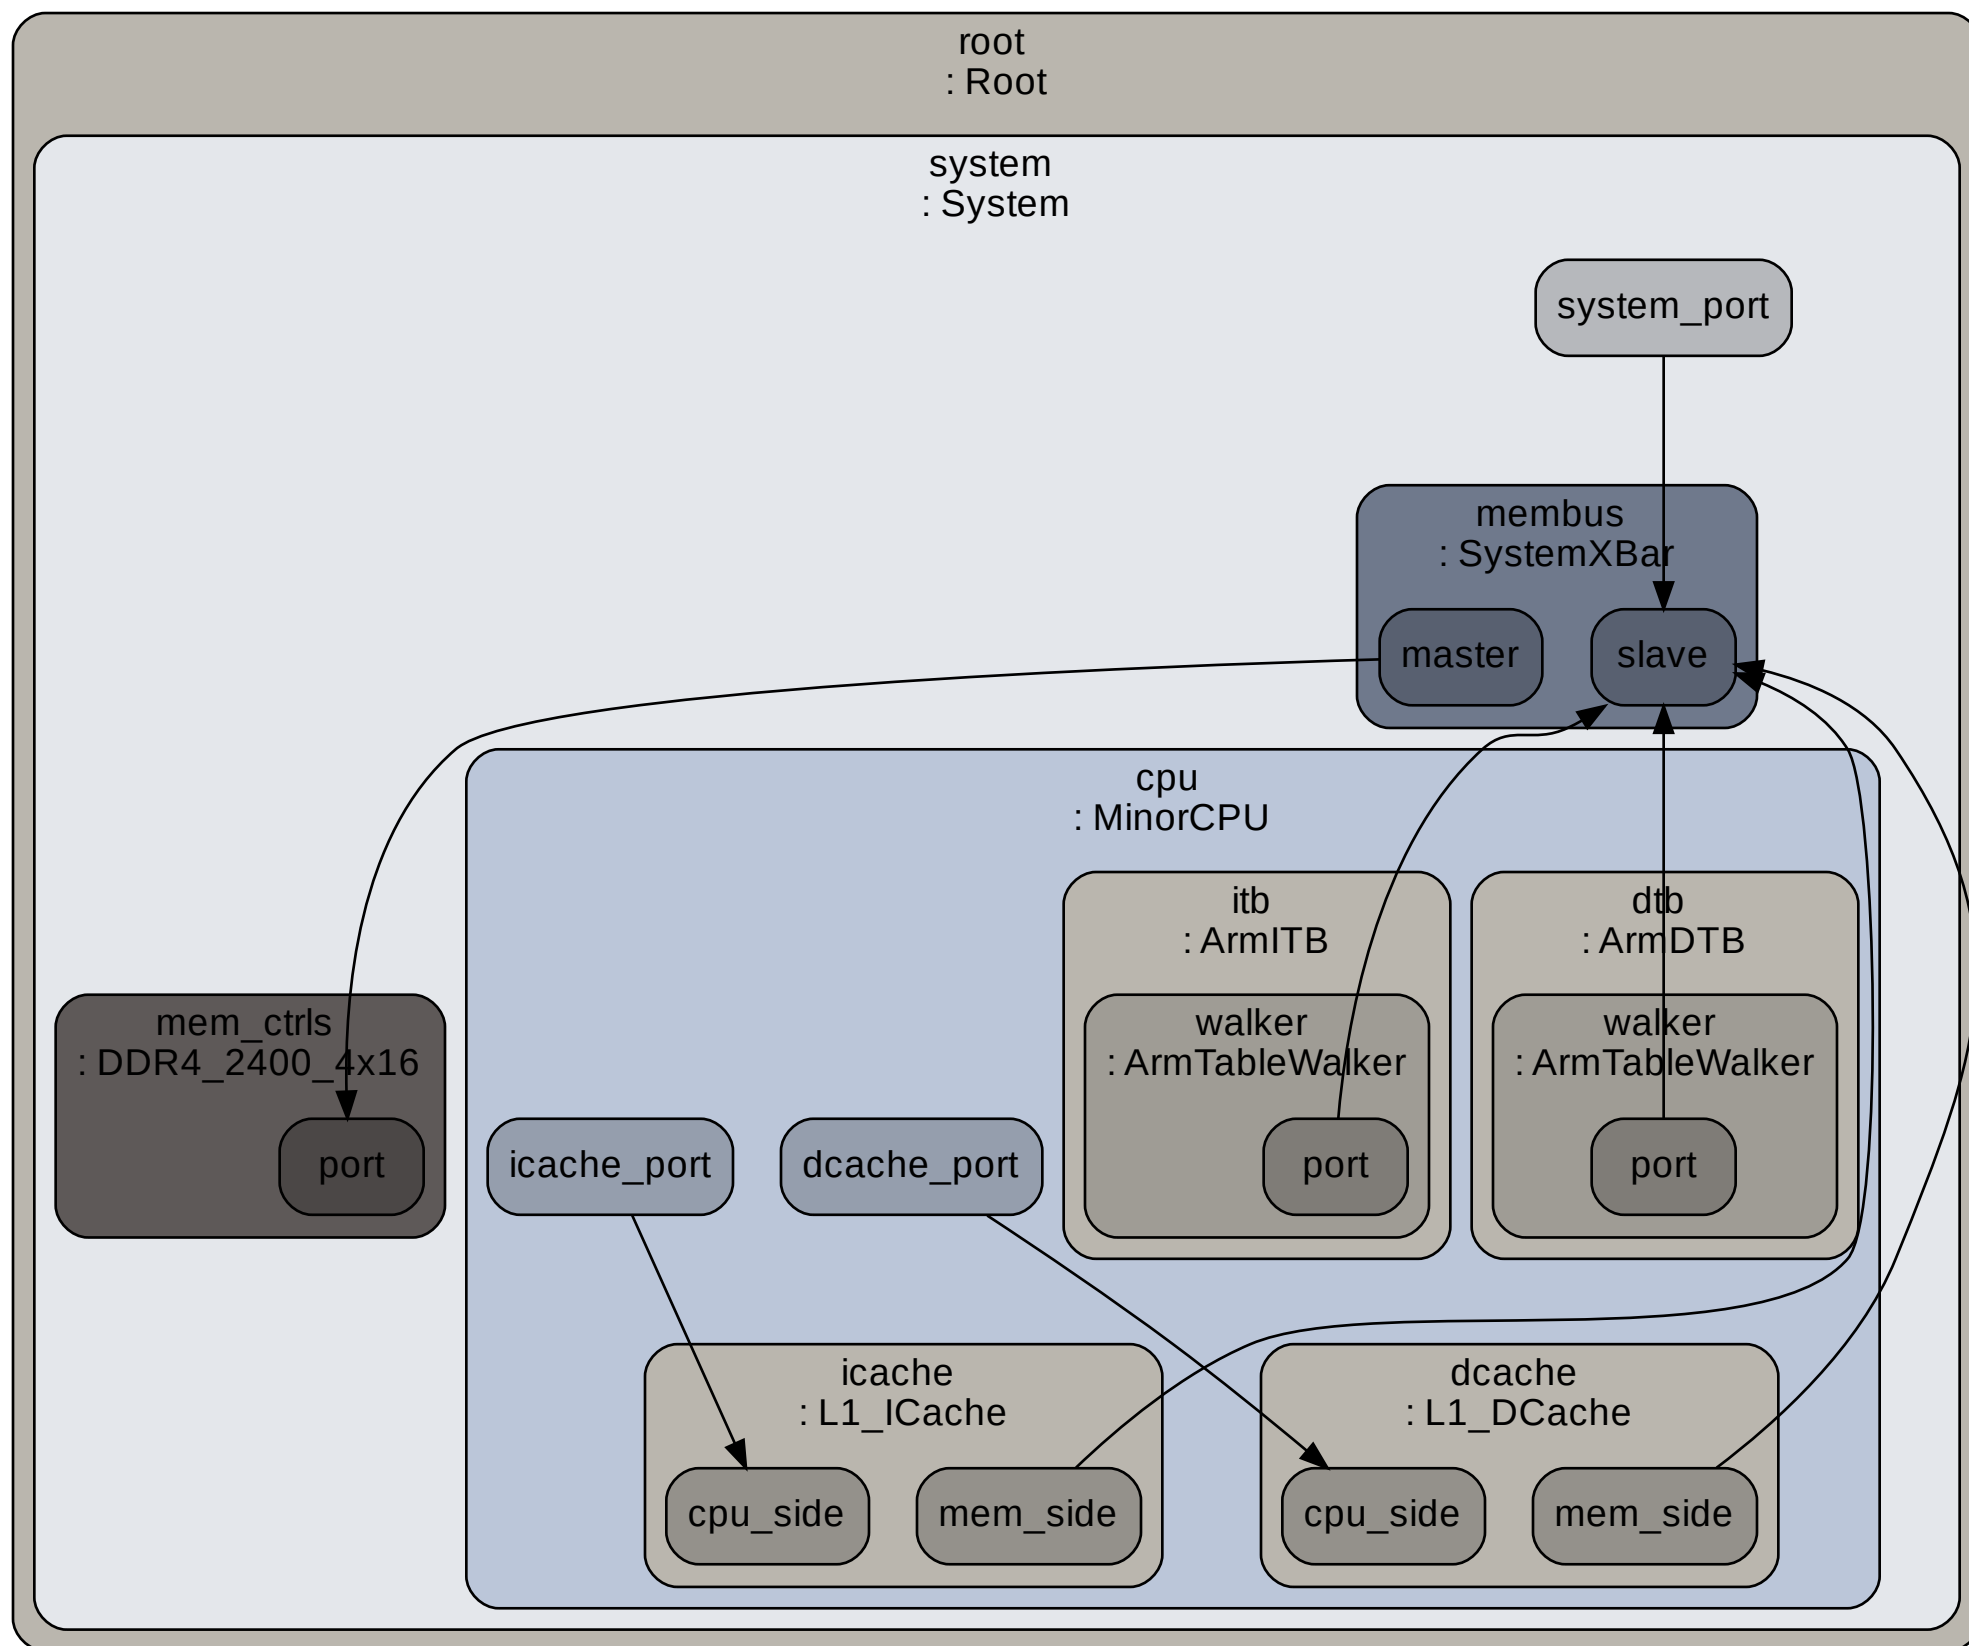 root
: Root
system
: System
system_port
membus
: SystemXBar
master
slave
cpu
: MinorCPU
itb
: ArmITB
dtb
: ArmDTB
mem_ctrls
: DDR4_2400_4x16
port
walker
: ArmTableWalker
port
walker
: ArmTableWalker
port
icache_port
dcache_port
icache
: L1_ICache
cpu_side
mem_side
dcache
: L1_DCache
cpu_side
mem_side